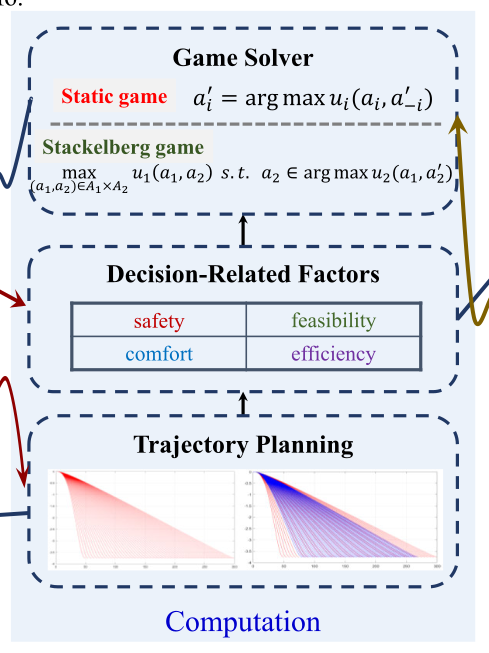 Game Solver
Static game a′ᵢ = arg max uᵢ(aᵢ, a′₋ᵢ)
Stackelberg game
max u₁(a₁, a₂) s.t. a₂ ∈ arg max u₂(a₁, a′₂)
(a₁,a₂)∈A₁×A₂
Decision-Related Factors
safety feasibility
comfort efficiency
Trajectory Planning
Computation